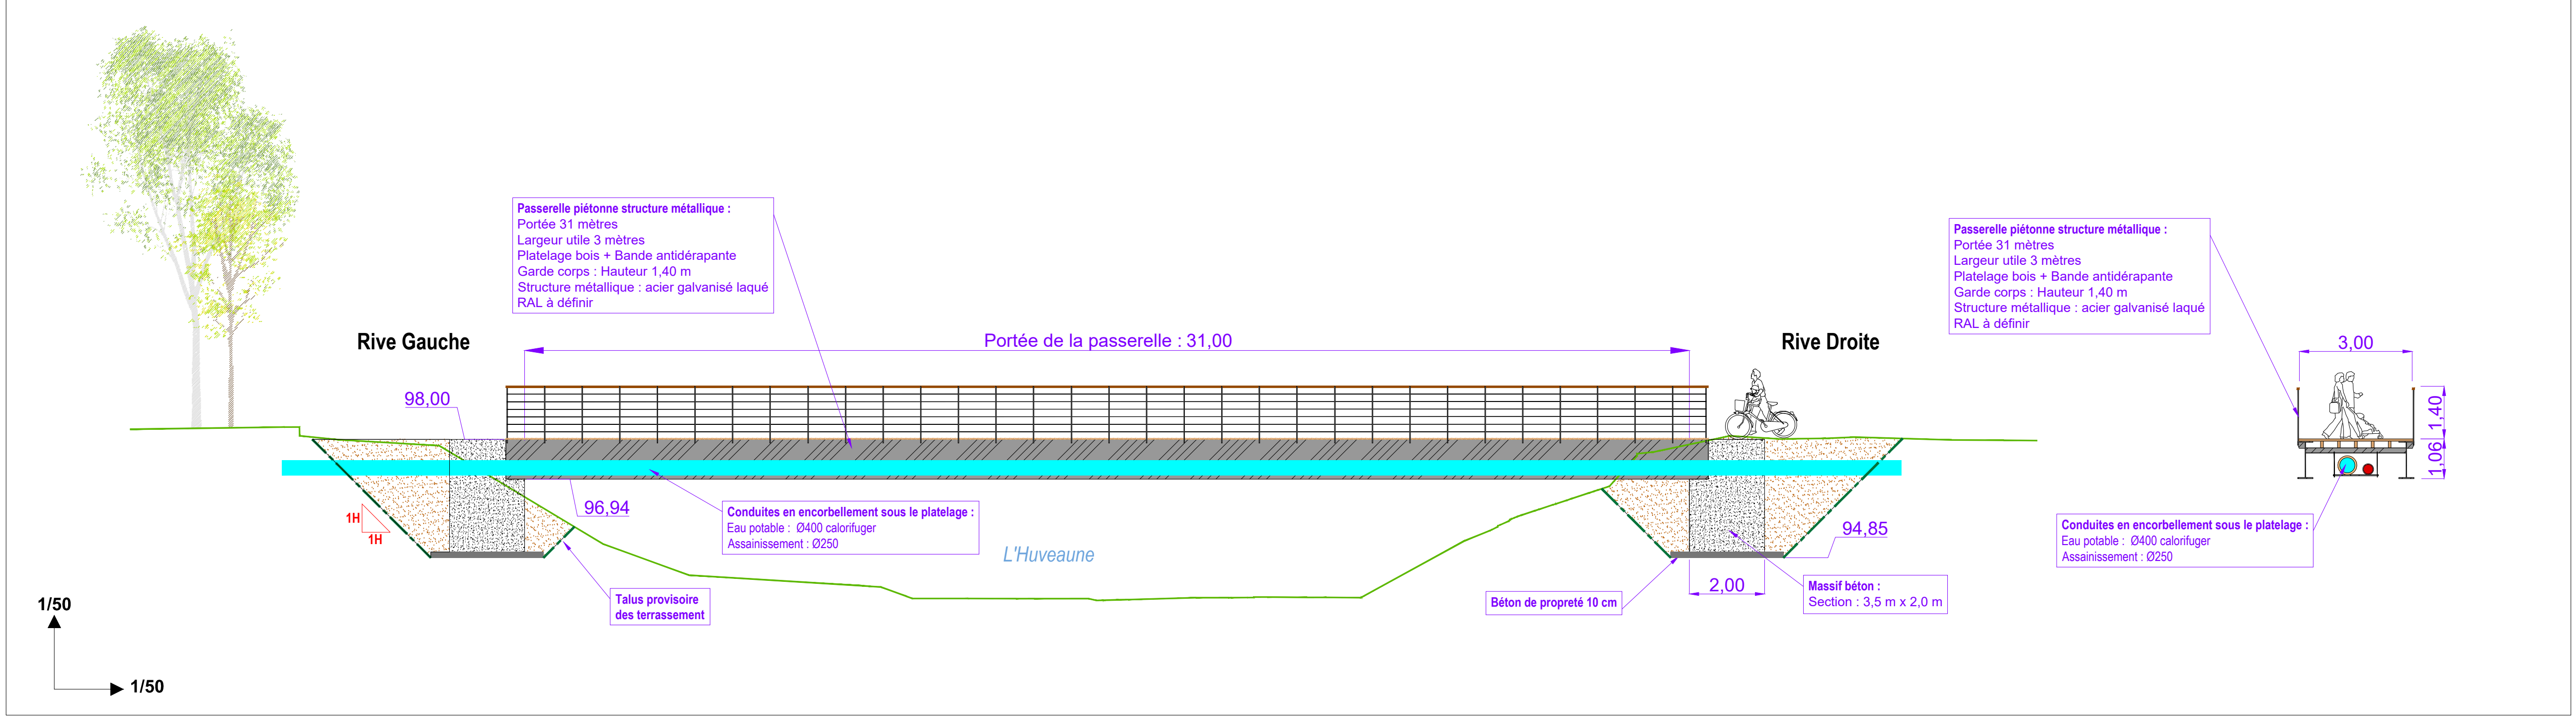 Passerelle piétonne structure métallique :
Portée 31 mètres
Largeur utile 3 mètres
Platelage bois + Bande antidérapante
Garde corps : Hauteur 1,40 m
Structure métallique : acier galvanisé laqué
RAL à définir
Passerelle piétonne structure métallique :
Portée 31 mètres
Largeur utile 3 mètres
Platelage bois + Bande antidérapante
Garde corps : Hauteur 1,40 m
Structure métallique : acier galvanisé laqué
RAL à définir
Rive Gauche
Portée de la passerelle : 31,00
Rive Droite
3,00
98,00
1,40
1,06
96,94
1H
1H
Conduites en encorbellement sous le platelage :
Eau potable : Ø400 calorifuger
Assainissement : Ø250
L'Huveaune
94,85
Conduites en encorbellement sous le platelage :
Eau potable : Ø400 calorifuger
Assainissement : Ø250
2,00
Massif béton :
Section : 3,5 m x 2,0 m
Béton de propreté 10 cm
Talus provisoire
des terrassement
1/50
1/50